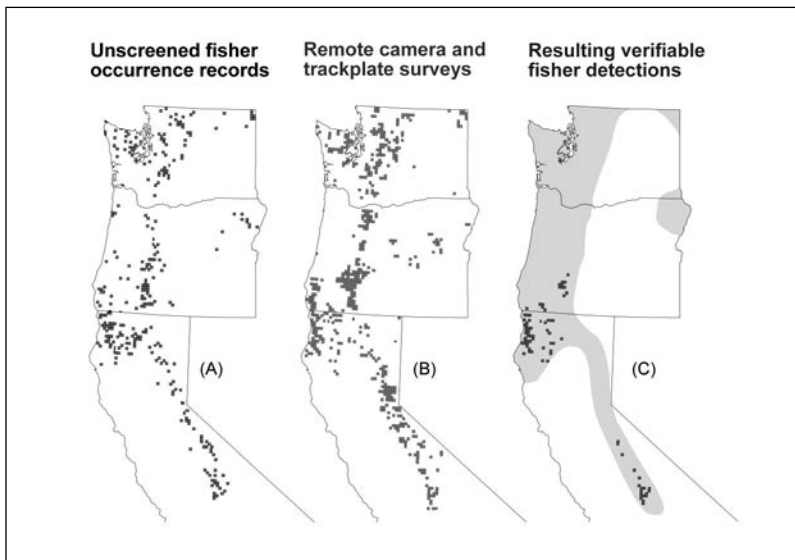 Unscreened fisher
occurrence records
Remote camera and
trackplate surveys
Resulting verifiable
fisher detections
(A)
(B)
(C)